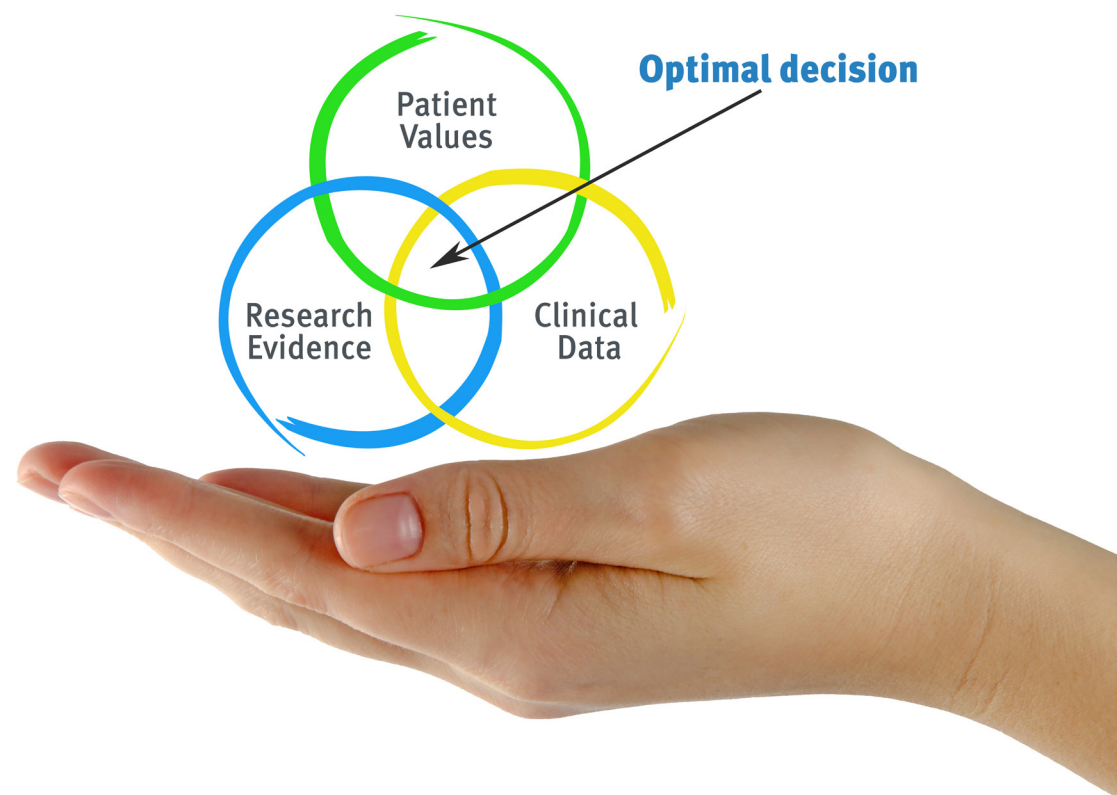 Optimal decision
Patient
Values
Research
Evidence
Clinical
Data